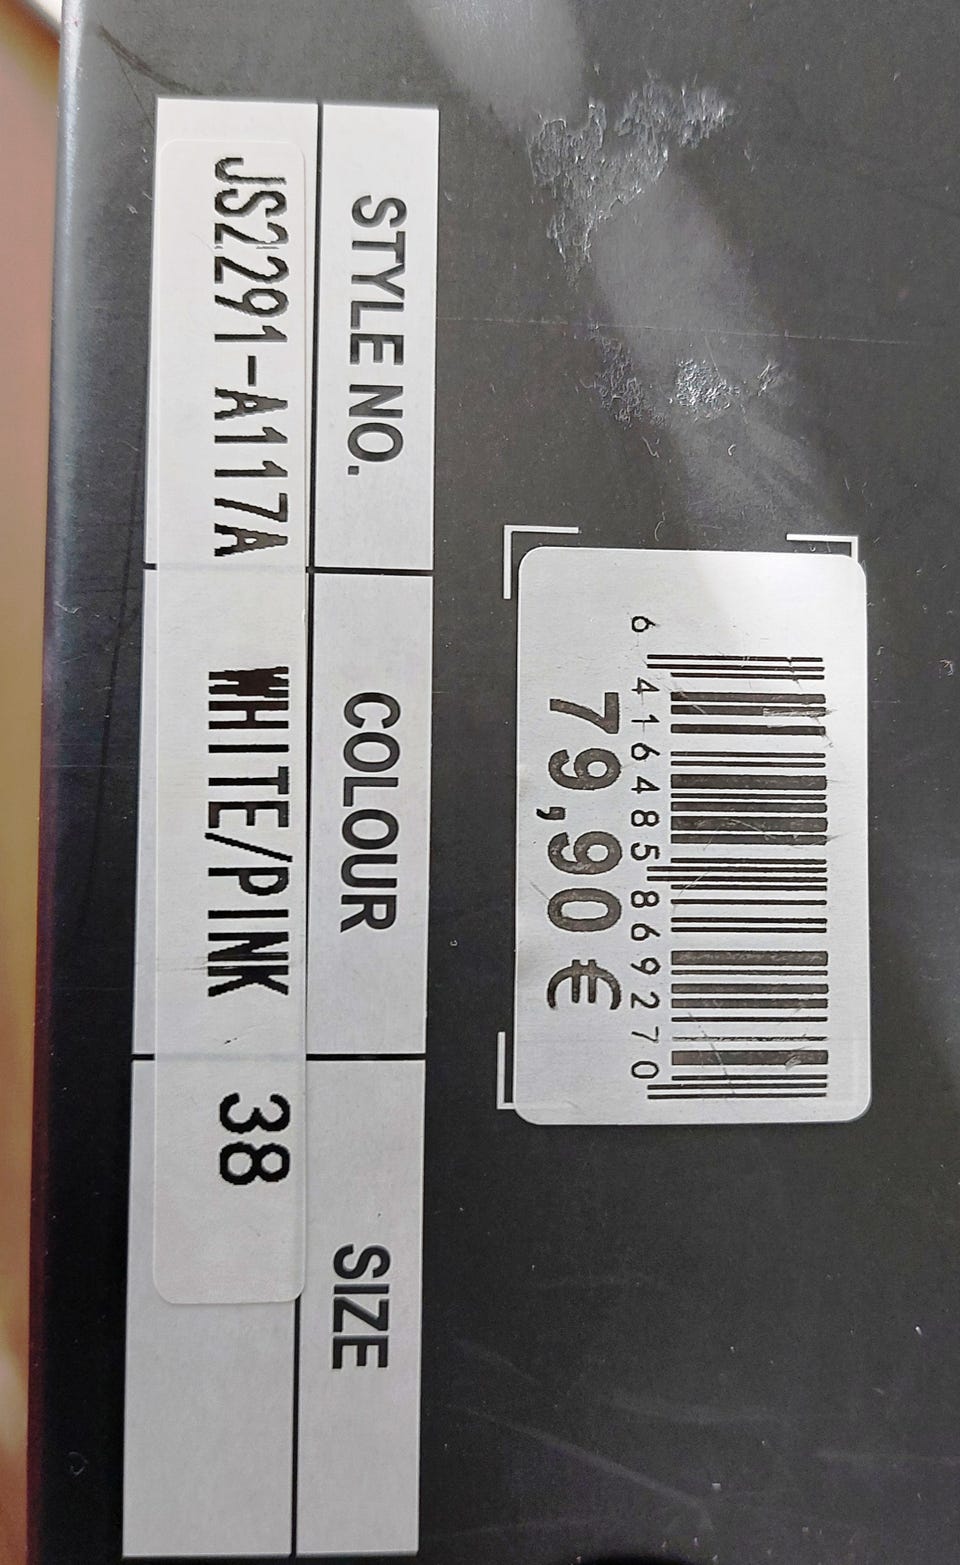 6 416485 869270
79,90 €
STYLE NO. COLOUR SIZE
JS2291-A117A WHITE/PINK 38